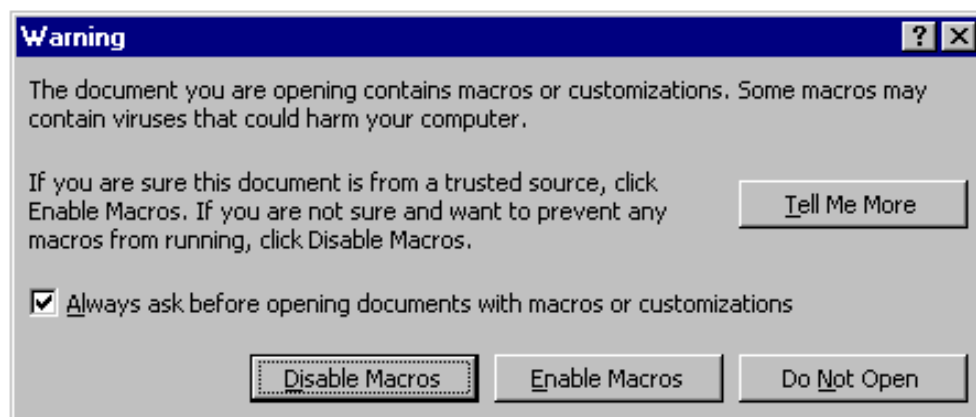 Warning
The document you are opening contains macros or customizations. Some macros may
contain viruses that could harm your computer.
If you are sure this document is from a trusted source, click
Enable Macros. If you are not sure and want to prevent any
macros from running, click Disable Macros.
Tell Me More
Always ask before opening documents with macros or customizations
Disable Macros Enable Macros Do Not Open